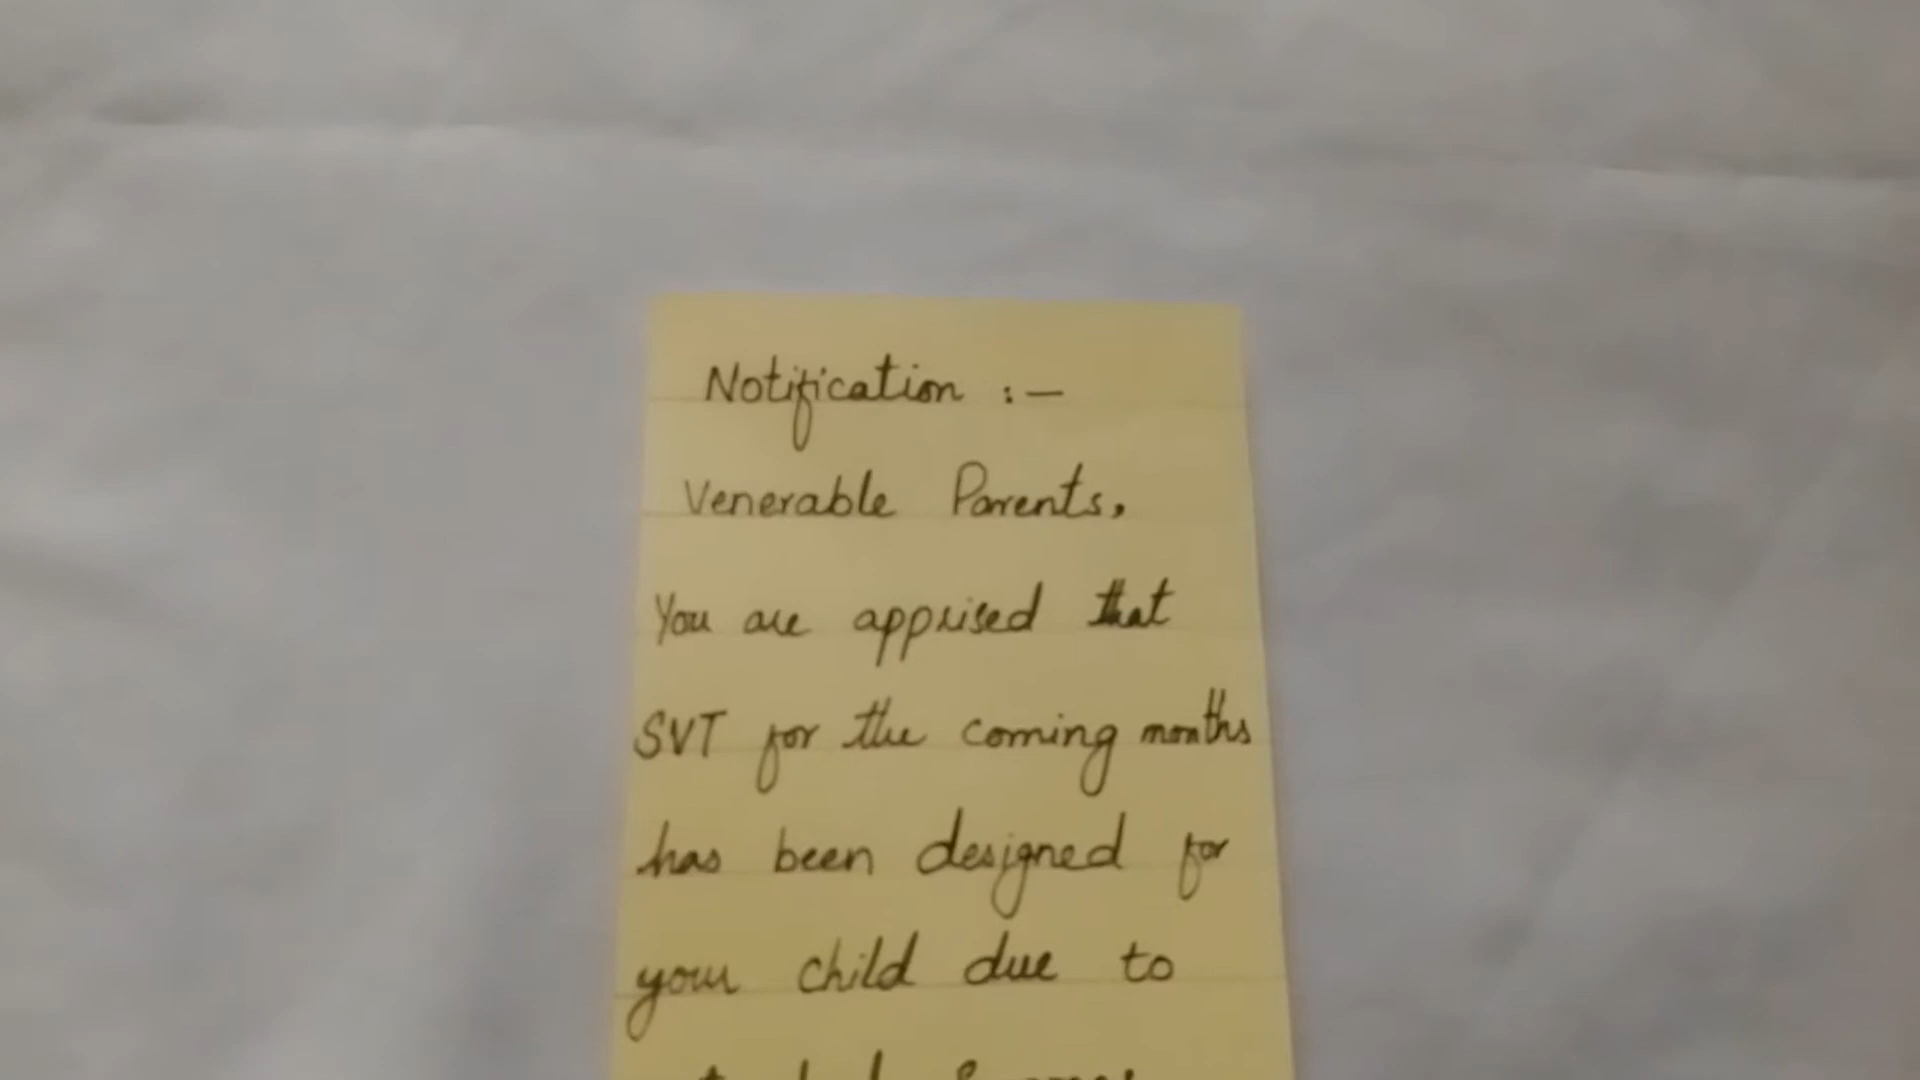 Notification :-
Venerable Parents,
You are apprised that
SVT for the coming months
has been designed for
your child due to